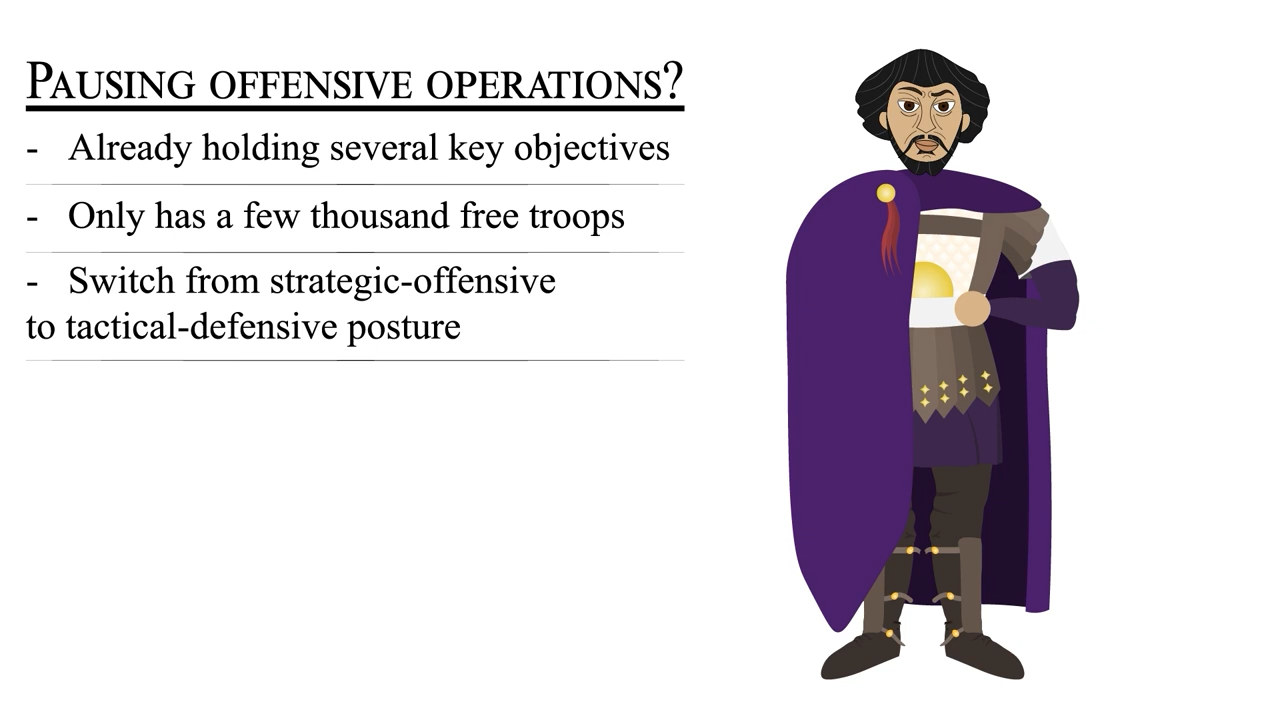 Pausing offensive operations?
- Already holding several key objectives
- Only has a few thousand free troops
- Switch from strategic-offensive
to tactical-defensive posture